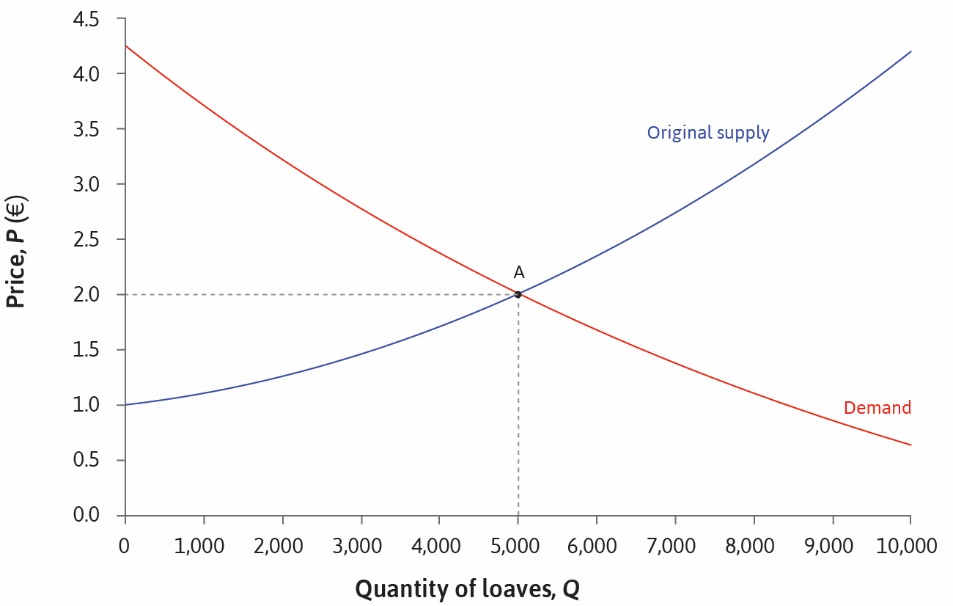 4.5
4.0
3.5
3.0
2.5
2.0
1.5
1.0
0.5
0.0
Price, P (€)
Original supply
A
Demand
0 1,000 2,000 3,000 4,000 5,000 6,000 7,000 8,000 9,000 10,000
Quantity of loaves, Q